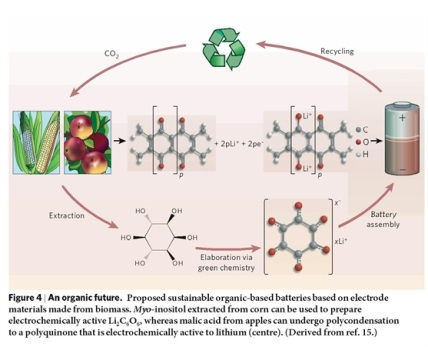 CO₂
Recycling
p
+ 2pLi⁺ + 2pe⁻
Li⁺
Li⁺
p
C
O
H
+
−
Extraction
HO
OH
HO
OH
HO
OH
Elaboration via
green chemistry
x⁻
xLi⁺
Battery
assembly
Figure 4 | An organic future. Proposed sustainable organic-based batteries based on electrode
materials made from biomass. Myo-inositol extracted from corn can be used to prepare
electrochemically active Li₂C₆O₆, whereas malic acid from apples can undergo polycondensation
to a polyquinone that is electrochemically active to lithium (centre). (Derived from ref. 15.)